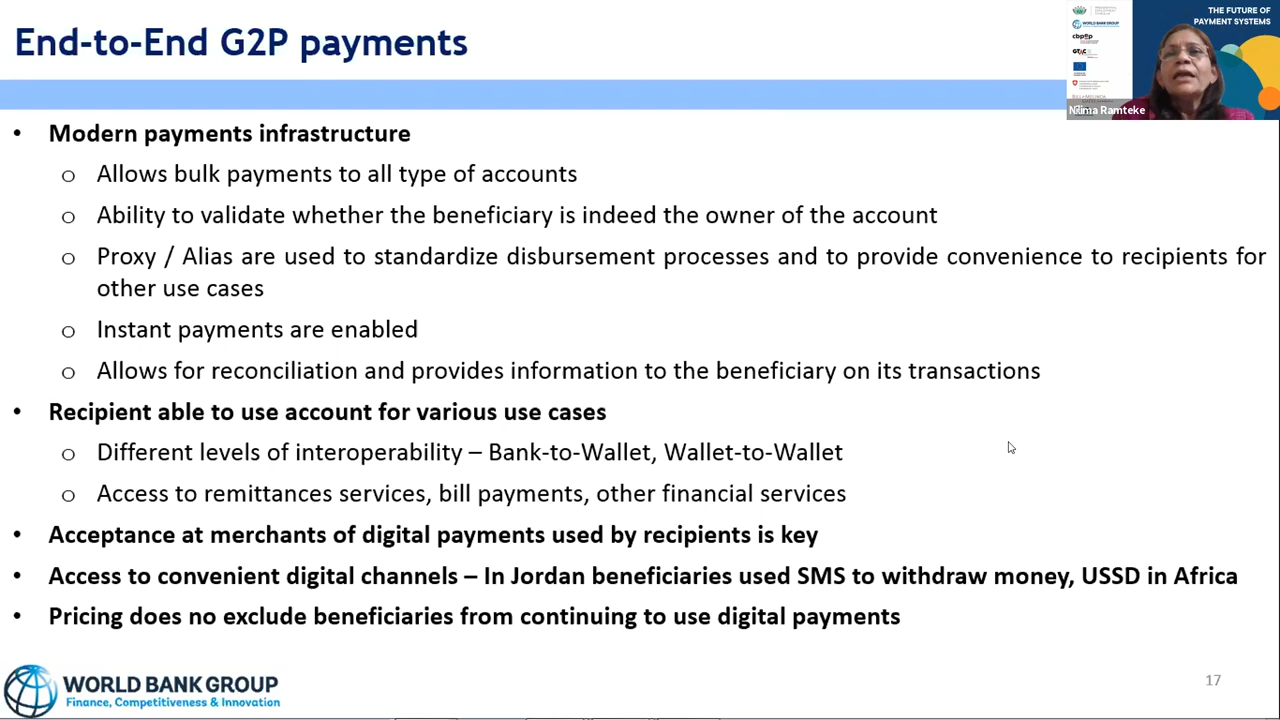 End-to-End G2P payments
THE FUTURE OF
PAYMENT SYSTEMS
WORLD BANK GROUP
cbpop
Nilima Ramteke
• Modern payments infrastructure
o Allows bulk payments to all type of accounts
o Ability to validate whether the beneficiary is indeed the owner of the account
o Proxy / Alias are used to standardize disbursement processes and to provide convenience to recipients for
other use cases
o Instant payments are enabled
o Allows for reconciliation and provides information to the beneficiary on its transactions
• Recipient able to use account for various use cases
o Different levels of interoperability – Bank-to-Wallet, Wallet-to-Wallet
o Access to remittances services, bill payments, other financial services
• Acceptance at merchants of digital payments used by recipients is key
• Access to convenient digital channels – In Jordan beneficiaries used SMS to withdraw money, USSD in Africa
• Pricing does no exclude beneficiaries from continuing to use digital payments
WORLD BANK GROUP
Finance, Competitiveness & Innovation
17